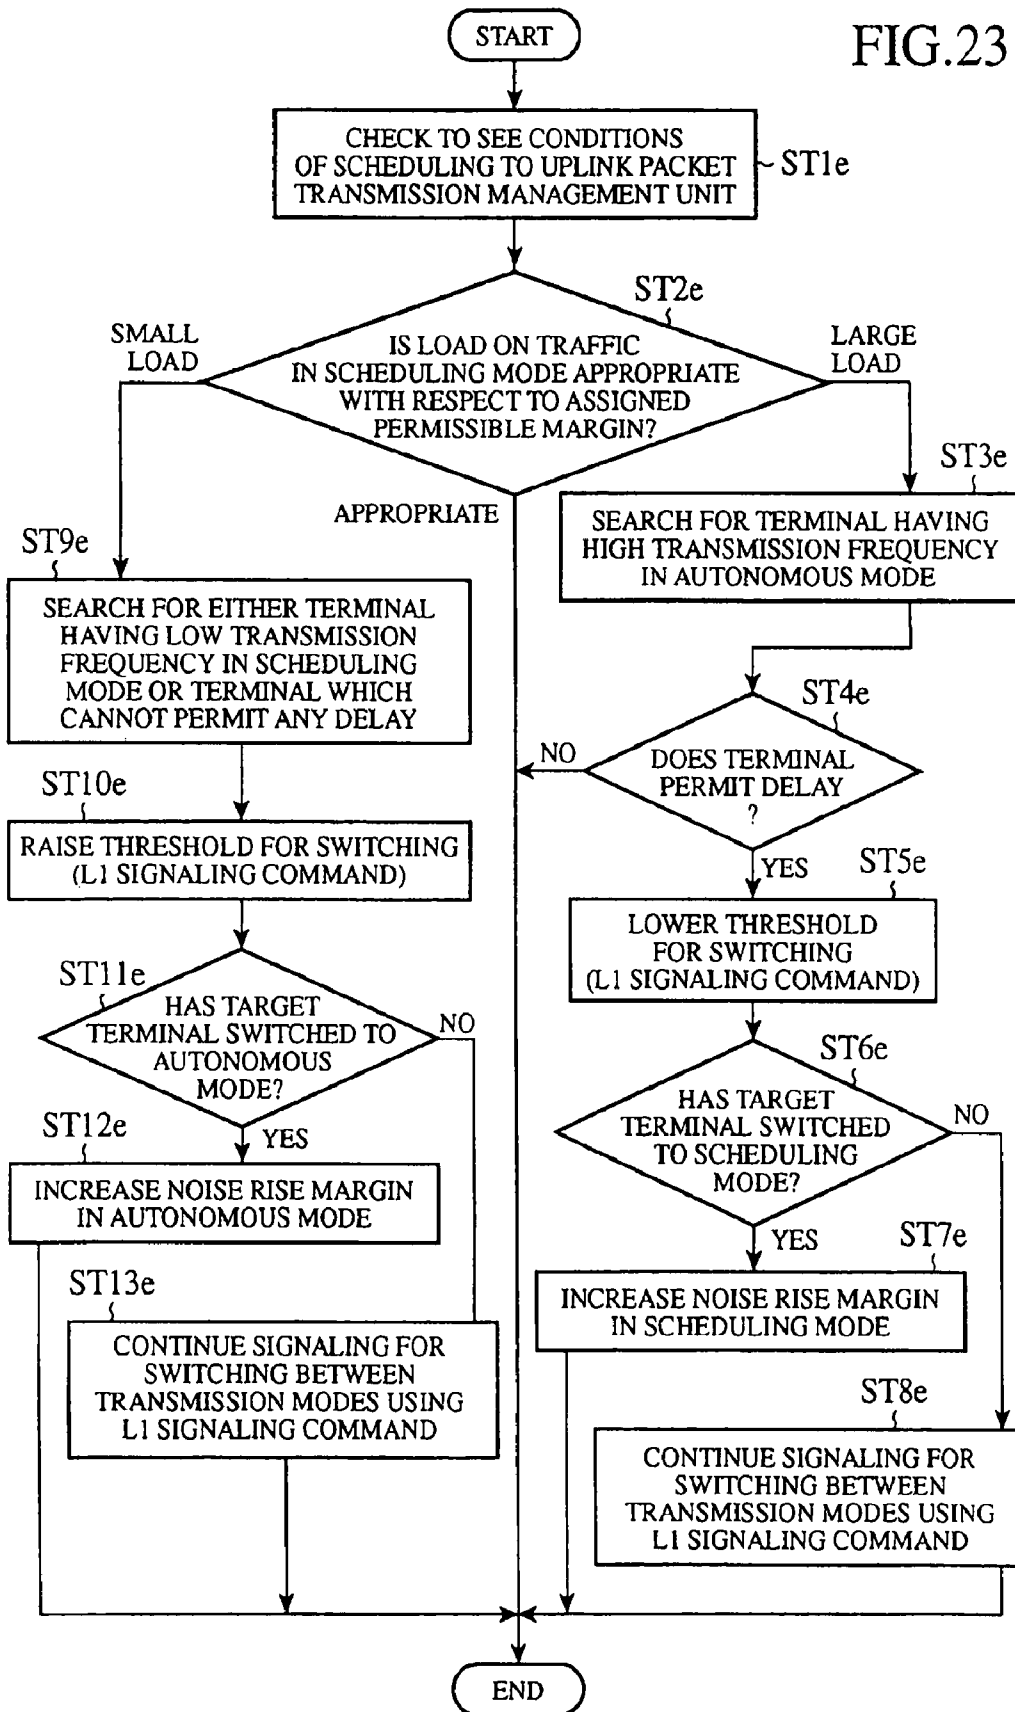 FIG.23
START
CHECK TO SEE CONDITIONS
OF SCHEDULING TO UPLINK PACKET
TRANSMISSION MANAGEMENT UNIT
ST1e
ST2e
IS LOAD ON TRAFFIC
IN SCHEDULING MODE APPROPRIATE
WITH RESPECT TO ASSIGNED
PERMISSIBLE MARGIN?
SMALL
LOAD
LARGE
LOAD
APPROPRIATE
ST3e
SEARCH FOR TERMINAL HAVING
HIGH TRANSMISSION FREQUENCY
IN AUTONOMOUS MODE
ST4e
DOES TERMINAL
PERMIT DELAY
?
NO
YES
ST5e
LOWER THRESHOLD
FOR SWITCHING
(L1 SIGNALING COMMAND)
ST6e
HAS TARGET
TERMINAL SWITCHED
TO SCHEDULING
MODE?
NO
YES
ST7e
INCREASE NOISE RISE MARGIN
IN SCHEDULING MODE
ST8e
CONTINUE SIGNALING FOR
SWITCHING BETWEEN
TRANSMISSION MODES USING
L1 SIGNALING COMMAND
ST9e
SEARCH FOR EITHER TERMINAL
HAVING LOW TRANSMISSION
FREQUENCY IN SCHEDULING
MODE OR TERMINAL WHICH
CANNOT PERMIT ANY DELAY
ST10e
RAISE THRESHOLD FOR SWITCHING
(L1 SIGNALING COMMAND)
ST11e
HAS TARGET
TERMINAL SWITCHED TO
AUTONOMOUS
MODE?
NO
YES
ST12e
INCREASE NOISE RISE MARGIN
IN AUTONOMOUS MODE
ST13e
CONTINUE SIGNALING FOR
SWITCHING BETWEEN
TRANSMISSION MODES USING
L1 SIGNALING COMMAND
END